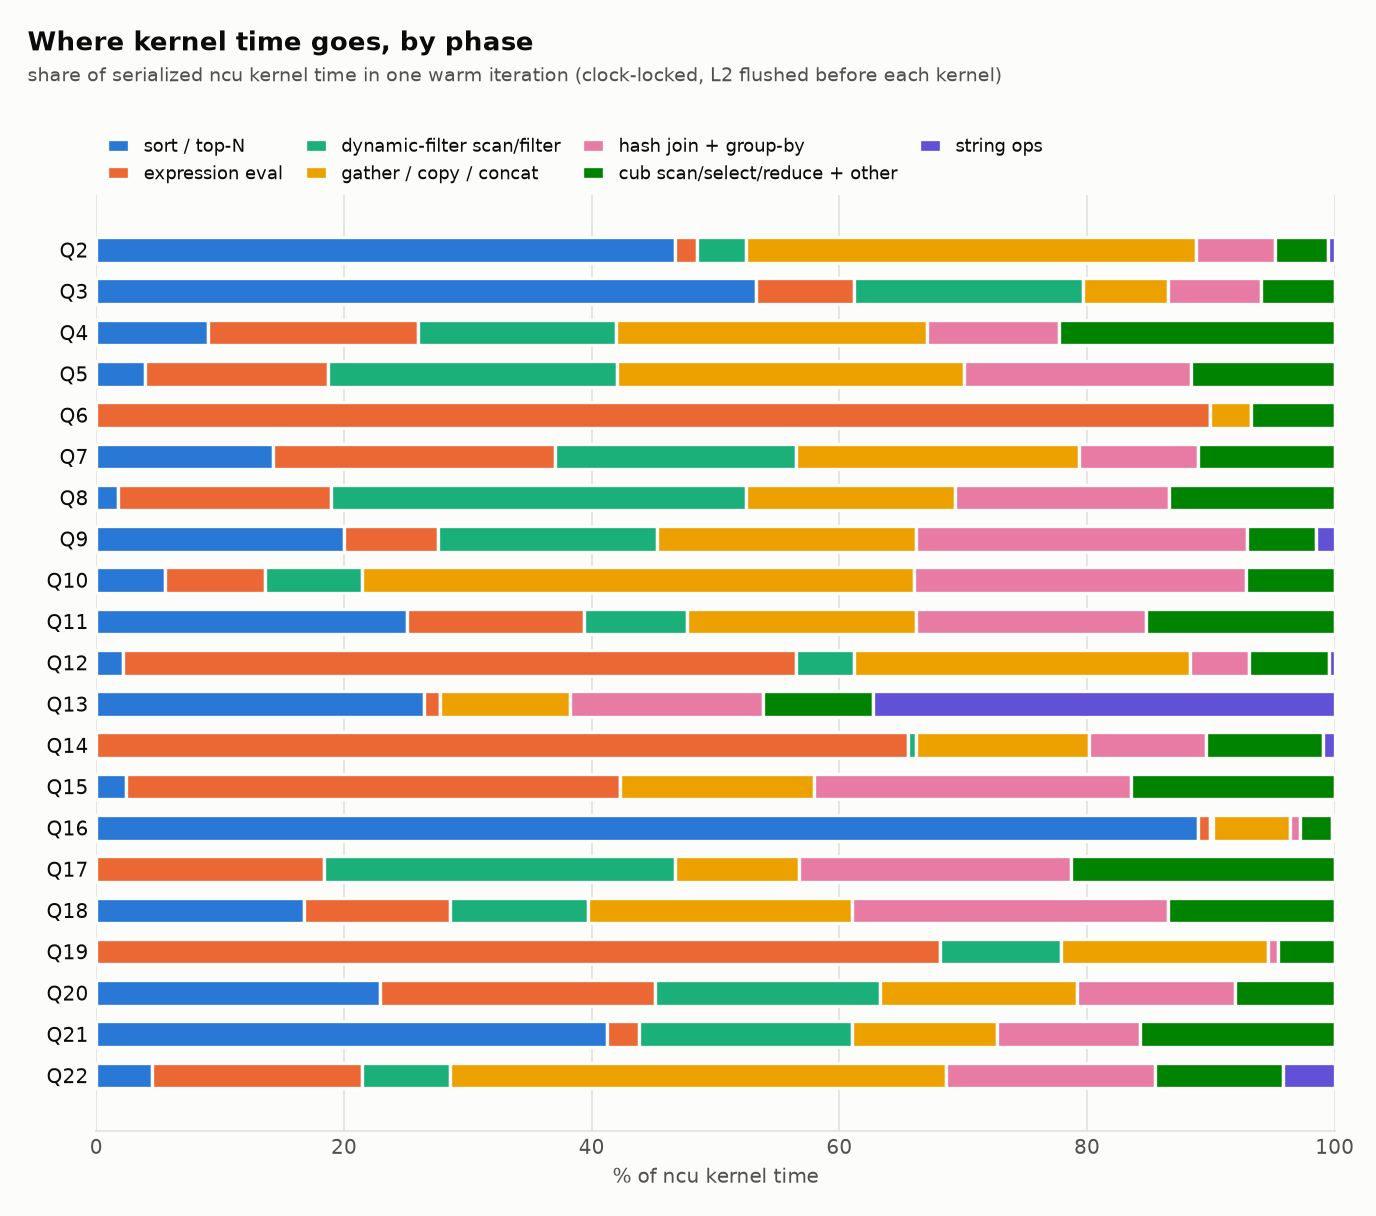 Where kernel time goes, by phase
share of serialized ncu kernel time in one warm iteration (clock-locked, L2 flushed before each kernel)
sort / top-N
dynamic-filter scan/filter
hash join + group-by
string ops
expression eval
gather / copy / concat
cub scan/select/reduce + other
Q2
Q3
Q4
Q5
Q6
Q7
Q8
Q9
Q10
Q11
Q12
Q13
Q14
Q15
Q16
Q17
Q18
Q19
Q20
Q21
Q22
0 20 40 60 80 100
% of ncu kernel time